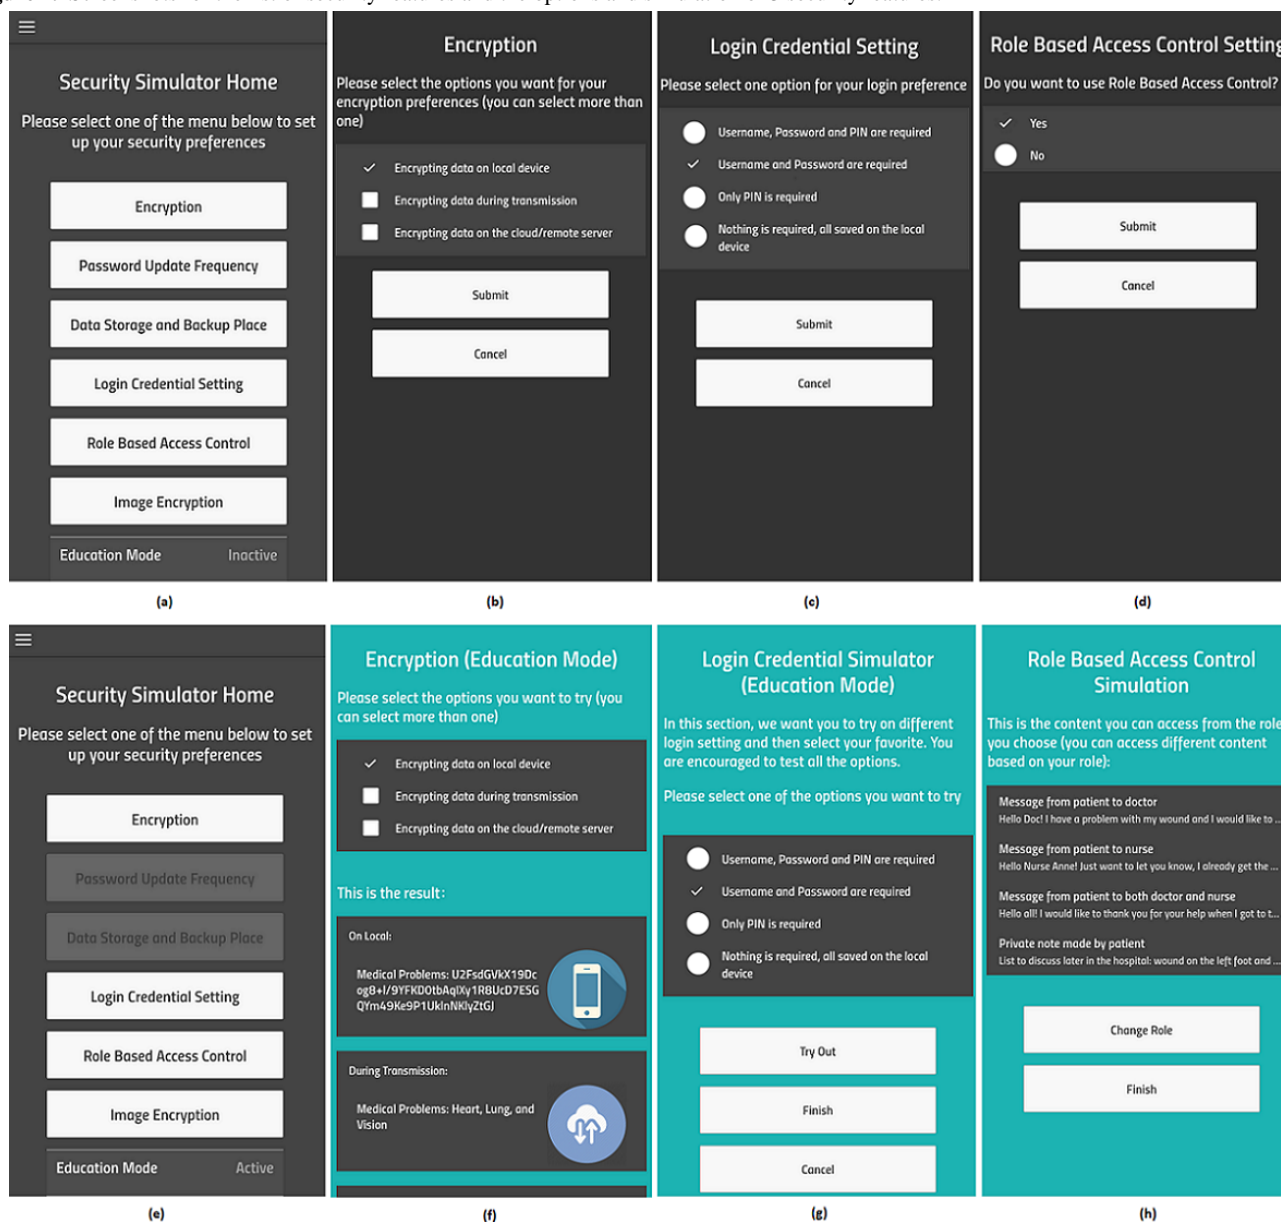 Security Simulator Home
Please select one of the menu below to set
up your security preferences
Encryption
Password Update Frequency
Data Storage and Backup Place
Login Credential Setting
Role Based Access Control
Image Encryption
Education Mode Inactive
(a)
Encryption
Please select the options you want for your
encryption preferences (you can select more than
one)
Encrypting data on local device
Encrypting data during transmission
Encrypting data on the cloud/remote server
Submit
Cancel
(b)
Login Credential Setting
Please select one option for your login preference
Username, Password and PIN are required
Username and Password are required
Only PIN is required
Nothing is required, all saved on the local
device
Submit
Cancel
(c)
Role Based Access Control Setting
Do you want to use Role Based Access Control?
Yes
No
Submit
Cancel
(d)
Security Simulator Home
Please select one of the menu below to set
up your security preferences
Encryption
Password Update Frequency
Data Storage and Backup Place
Login Credential Setting
Role Based Access Control
Image Encryption
Education Mode Active
(e)
Encryption (Education Mode)
Please select the options you want to try (you
can select more than one)
Encrypting data on local device
Encrypting data during transmission
Encrypting data on the cloud/remote server
This is the result:
On Local:
Medical Problems: U2FsdGVkX19Dc
og8+I/9YFKD0tbAqIXy1R8UcD7ESG
QYm49Ke9P1UkInNKlyZtGJ
During Transmission:
Medical Problems: Heart, Lung, and
Vision
(f)
Login Credential Simulator
(Education Mode)
In this section, we want you to try on different
login setting and then select your favorite. You
are encouraged to test all the options.
Please select one of the options you want to try
Username, Password and PIN are required
Username and Password are required
Only PIN is required
Nothing is required, all saved on the local
device
Try Out
Finish
Cancel
(g)
Role Based Access Control
Simulation
This is the content you can access from the role
you choose (you can access different content
based on your role):
Message from patient to doctor
Hello Doc! I have a problem with my wound and I would like to ...
Message from patient to nurse
Hello Nurse Anne! Just want to let you know, I already get the ...
Message from patient to both doctor and nurse
Hello all! I would like to thank you for your help when I got to t...
Private note made by patient
List to discuss later in the hospital: wound on the left foot and ...
Change Role
Finish
(h)